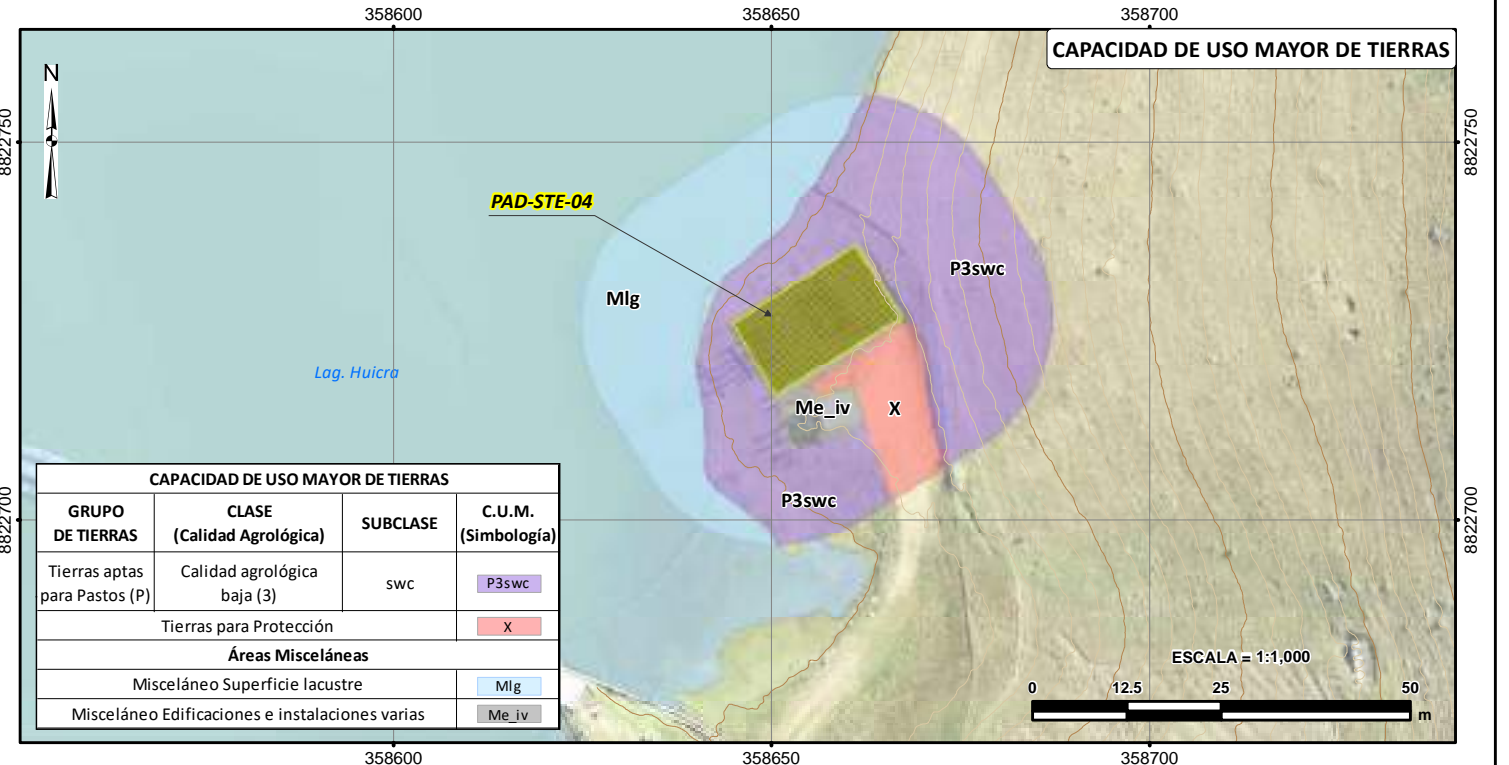 358600 358650 358700
CAPACIDAD DE USO MAYOR DE TIERRAS
N
8822750 8822750
PAD-STE-04
P3swc
Mlg
Lag. Huicra
Me_iv X
P3swc
8822700 8822700
CAPACIDAD DE USO MAYOR DE TIERRAS
GRUPO
DE TIERRAS
CLASE
(Calidad Agrológica)
SUBCLASE
C.U.M.
(Simbología)
Tierras aptas
para Pastos (P)
Calidad agrológica
baja (3)
swc
P3swc
Tierras para Protección
X
Áreas Misceláneas
Misceláneo Superficie lacustre
Mlg
Misceláneo Edificaciones e instalaciones varias
Me_iv
ESCALA = 1:1,000
0 12.5 25 50
m
358600 358650 358700